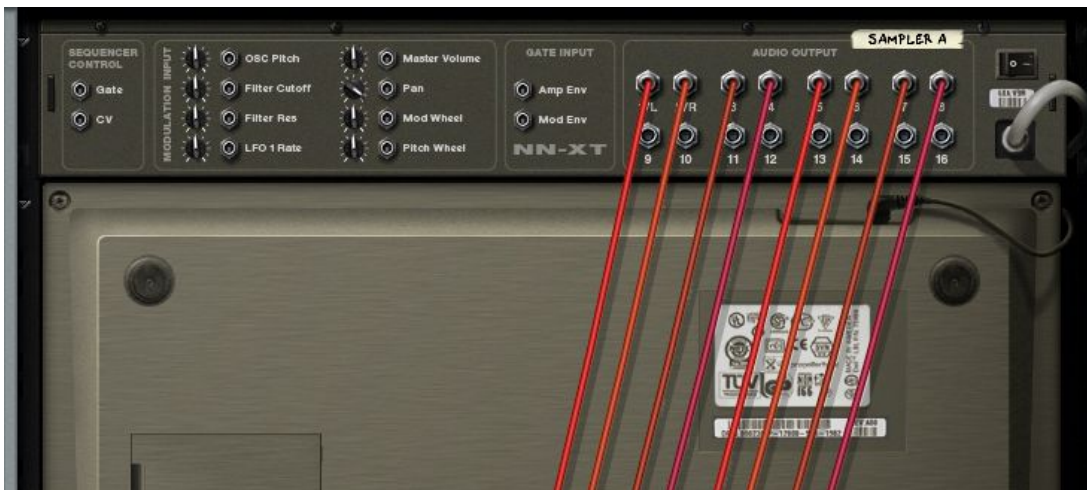 SAMPLER A
SEQUENCER
CONTROL
Gate
CV
MODULATION INPUT
OSC Pitch
Filter Cutoff
Filter Res
LFO 1 Rate
Master Volume
Pan
Mod Wheel
Pitch Wheel
GATE INPUT
Amp Env
Mod Env
NN-XT
AUDIO OUTPUT
3 4 5 6 7 8
9 10 11 12 13 14 15 16
TÜV